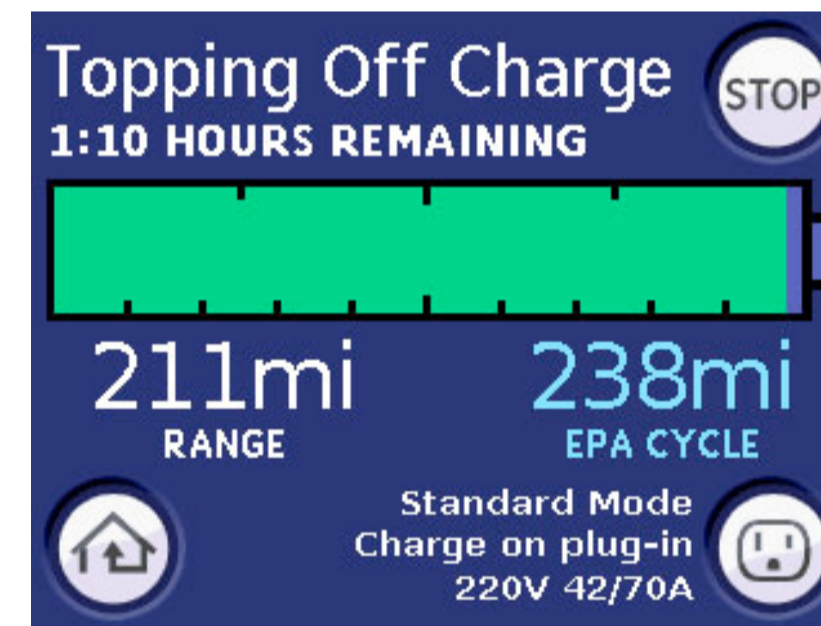 Topping Off Charge
STOP
1:10 HOURS REMAINING
211mi
238mi
RANGE
EPA CYCLE
Standard Mode
Charge on plug-in
220V 42/70A